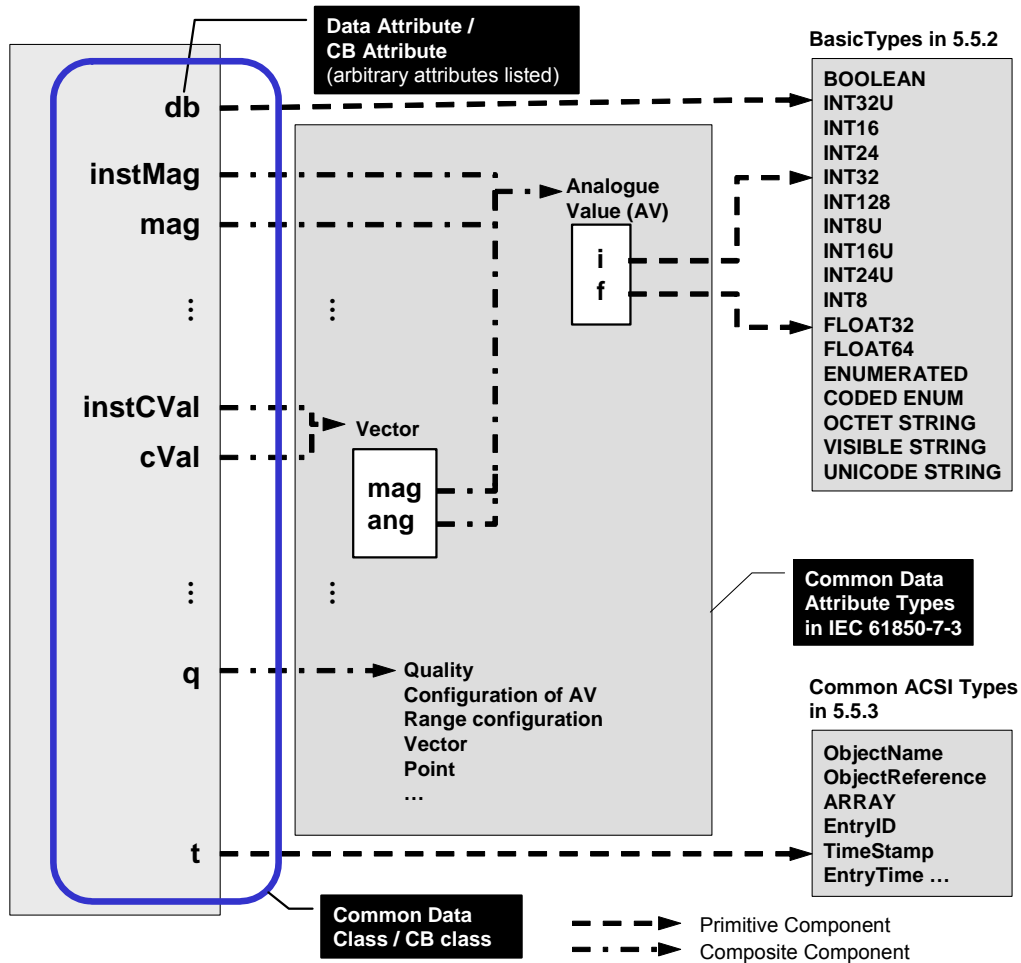 Data Attribute /
CB Attribute
(arbitrary attributes listed)
db
instMag
mag
⋮
⋮
instCVal
cVal
⋮
⋮
q
t
Analogue
Value (AV)
i
f
Vector
mag
ang
Quality
Configuration of AV
Range configuration
Vector
Point
…
BasicTypes in 5.5.2
BOOLEAN
INT32U
INT16
INT24
INT32
INT128
INT8U
INT16U
INT24U
INT8
FLOAT32
FLOAT64
ENUMERATED
CODED ENUM
OCTET STRING
VISIBLE STRING
UNICODE STRING
Common Data
Attribute Types
in IEC 61850-7-3
Common ACSI Types
in 5.5.3
ObjectName
ObjectReference
ARRAY
EntryID
TimeStamp
EntryTime …
Common Data
Class / CB class
Primitive Component
Composite Component